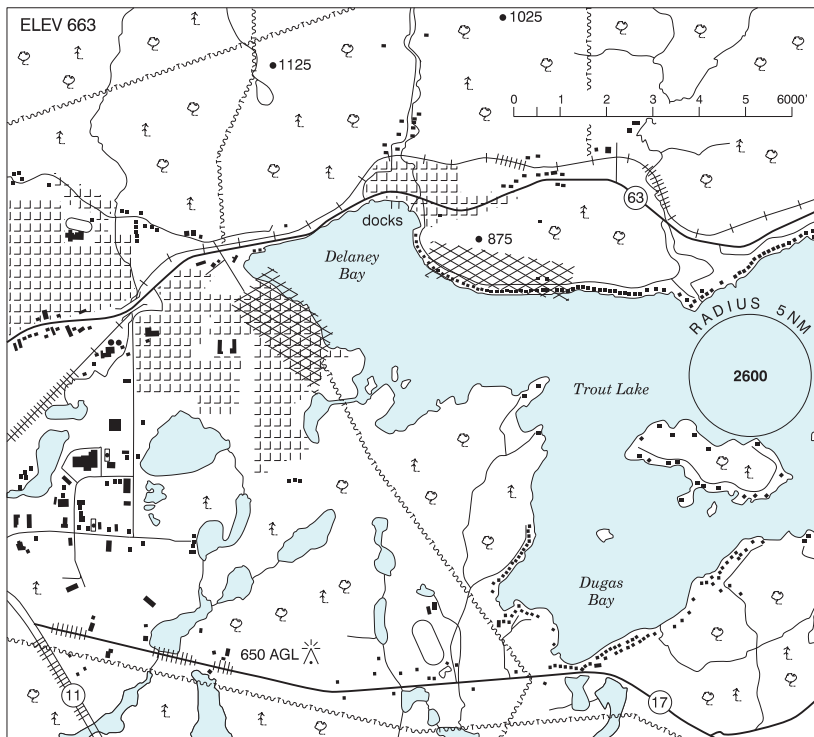 ELEV 663
1025
1125
0 1 2 3 4 5 6000'
63
docks
875
Delaney
Bay
RADIUS 5NM
2600
Trout Lake
Dugas
Bay
650 AGL
11
17